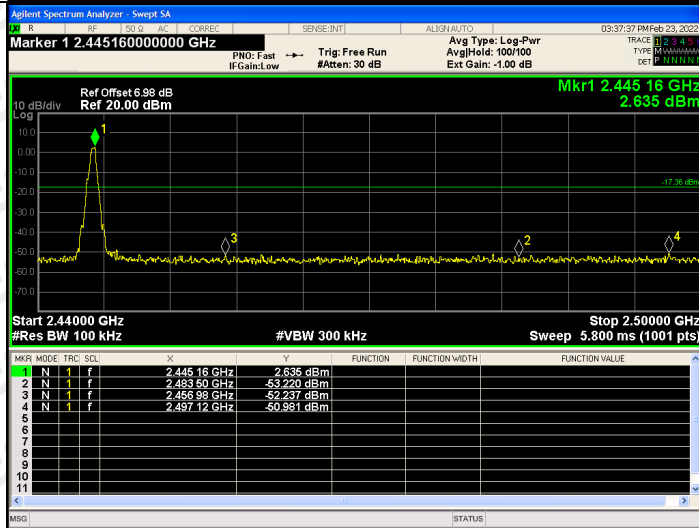 Agilent Spectrum Analyzer - Swept SA
LXI R RF 50 Ω AC CORREC SENSE:INT ALIGN AUTO 03:37:37 PM Feb 23, 2022
Marker 1 2.445160000000 GHz
PNO: Fast Trig: Free Run Avg Type: Log-Pwr TRACE 1 2 3 4 5
IFGain:Low #Atten: 30 dB Avg|Hold: 100/100 TYPE M
Ext Gain: -1.00 dB DET P N N N N
Mkr1 2.445 16 GHz
2.635 dBm
Ref Offset 6.98 dB
10 dB/div Ref 20.00 dBm
Log
1
10.0
0.00
-10.0
-17.36 dBm
-20.0
-30.0
-40.0
3 2 4
-50.0
-60.0
-70.0
Start 2.44000 GHz Stop 2.50000 GHz
#Res BW 100 kHz #VBW 300 kHz Sweep 5.800 ms (1001 pts)
MKR MODE TRC SCL X Y FUNCTION FUNCTION WIDTH FUNCTION VALUE
1 N 1 f 2.445 16 GHz 2.635 dBm
2 N 1 f 2.483 50 GHz -53.220 dBm
3 N 1 f 2.456 98 GHz -52.237 dBm
4 N 1 f 2.497 12 GHz -50.981 dBm
5
6
7
8
9
10
11
MSG STATUS